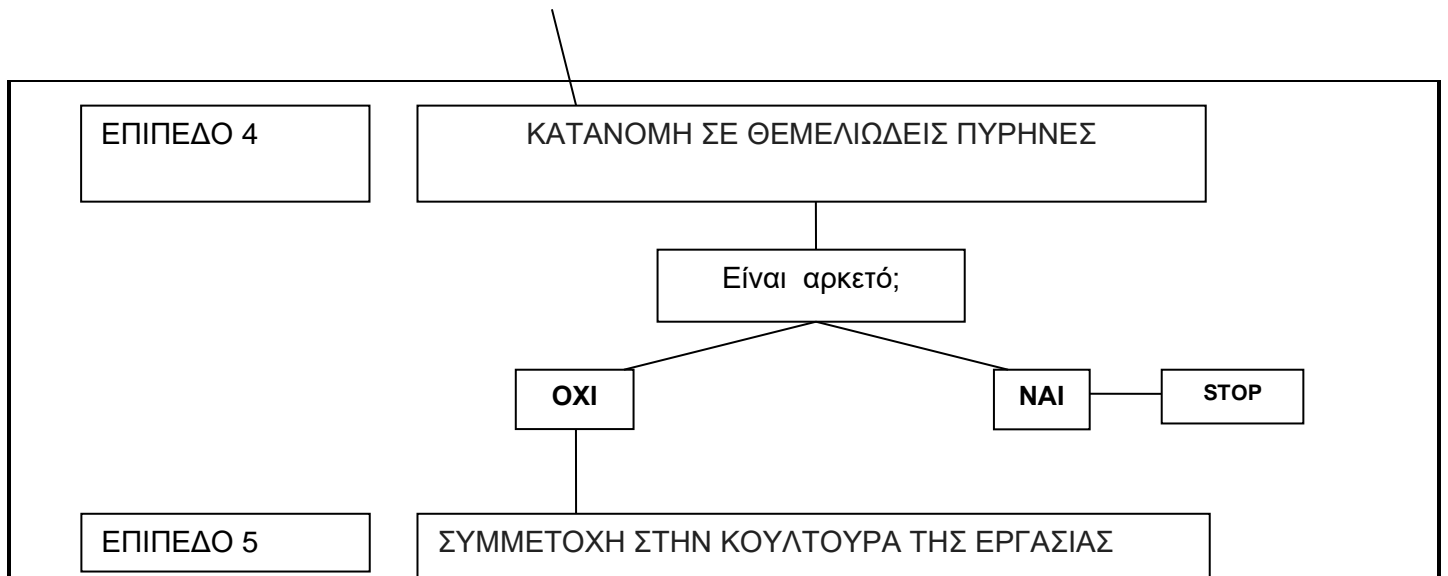 ΕΠΙΠΕΔΟ 4
ΚΑΤΑΝΟΜΗ ΣΕ ΘΕΜΕΛΙΩΔΕΙΣ ΠΥΡΗΝΕΣ
Είναι αρκετό;
ΟΧΙ
ΝΑΙ
STOP
ΕΠΙΠΕΔΟ 5
ΣΥΜΜΕΤΟΧΗ ΣΤΗΝ ΚΟΥΛΤΟΥΡΑ ΤΗΣ ΕΡΓΑΣΙΑΣ